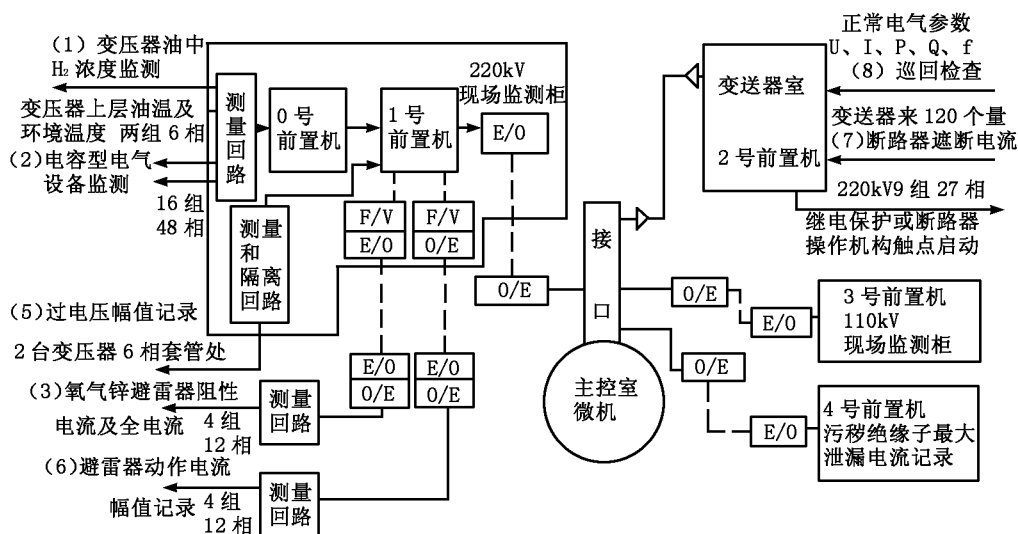 (1) 变压器油中
H₂ 浓度监测
变压器上层油温及
环境温度 两组 6 相
(2)电容型电气
设备监测
16 组
48 相
测量回路
0 号
前置机
1 号
前置机
220kV
现场监测柜
E/O
F/V
E/O
F/V
O/E
测量
和
隔离
回路
(5)过电压幅值记录
2 台变压器 6 相套管处
(3)氧气锌避雷器阻性
电流及全电流
4 组
12 相
测量
回路
E/O
O/E
E/O
O/E
(6)避雷器动作电流
幅值记录
4 组
12 相
测量
回路
O/E
接口
主控室
微机
变送器室
2 号前置机
正常电气参数
U、I、P、Q、f
(8) 巡回检查
变送器来 120 个量
(7)断路器遮断电流
220kV9 组 27 相
继电保护或断路器
操作机构触点启动
O/E
E/O
3 号前置机
110kV
现场监测柜
O/E
E/O
4 号前置机
污秽绝缘子最大
泄漏电流记录